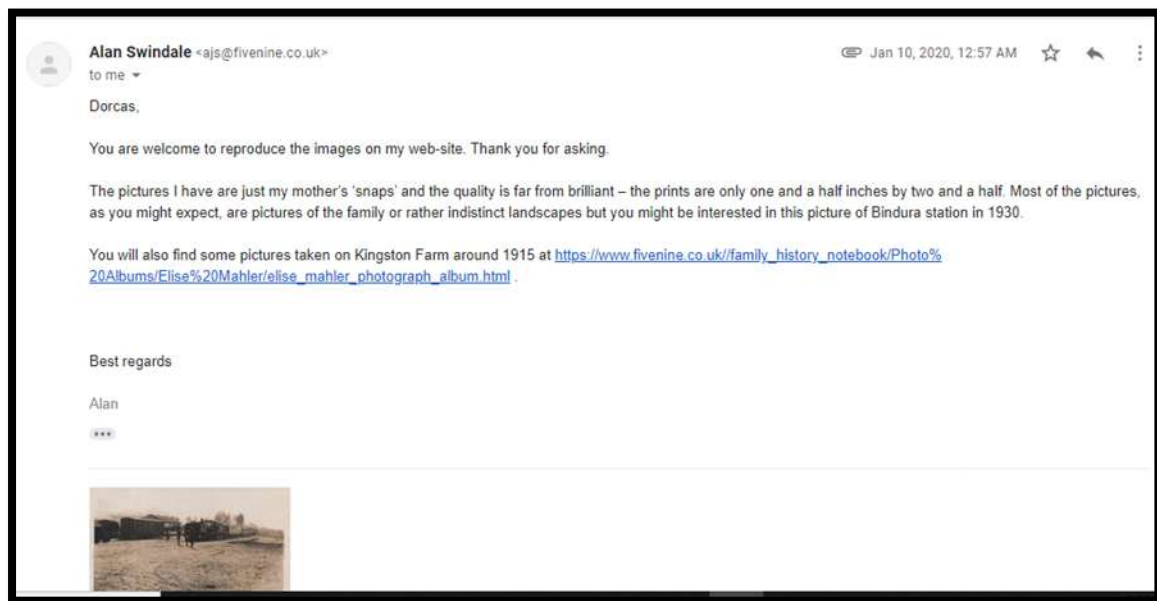 Alan Swindale <ajs@fivenine.co.uk>
Jan 10, 2020, 12:57 AM
to me
Dorcas,
You are welcome to reproduce the images on my web-site. Thank you for asking.
The pictures I have are just my mother's 'snaps' and the quality is far from brilliant – the prints are only one and a half inches by two and a half. Most of the pictures,
as you might expect, are pictures of the family or rather indistinct landscapes but you might be interested in this picture of Bindura station in 1930.
You will also find some pictures taken on Kingston Farm around 1915 at https://www.fivenine.co.uk//family_history_notebook/Photo%
20Albums/Elise%20Mahler/elise_mahler_photograph_album.html .
Best regards
Alan